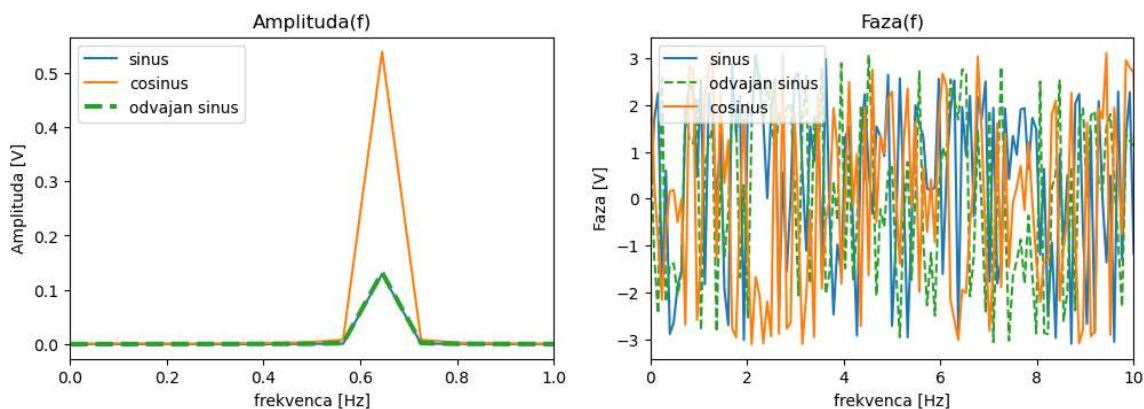 Amplituda(f)
Amplituda [V]
0.5
0.4
0.3
0.2
0.1
0.0
sinus
cosinus
odvajan sinus
0.0 0.2 0.4 0.6 0.8 1.0
frekvenca [Hz]
Faza(f)
Faza [V]
3
2
1
0
−1
−2
−3
sinus
odvajan sinus
cosinus
0 2 4 6 8 10
frekvenca [Hz]